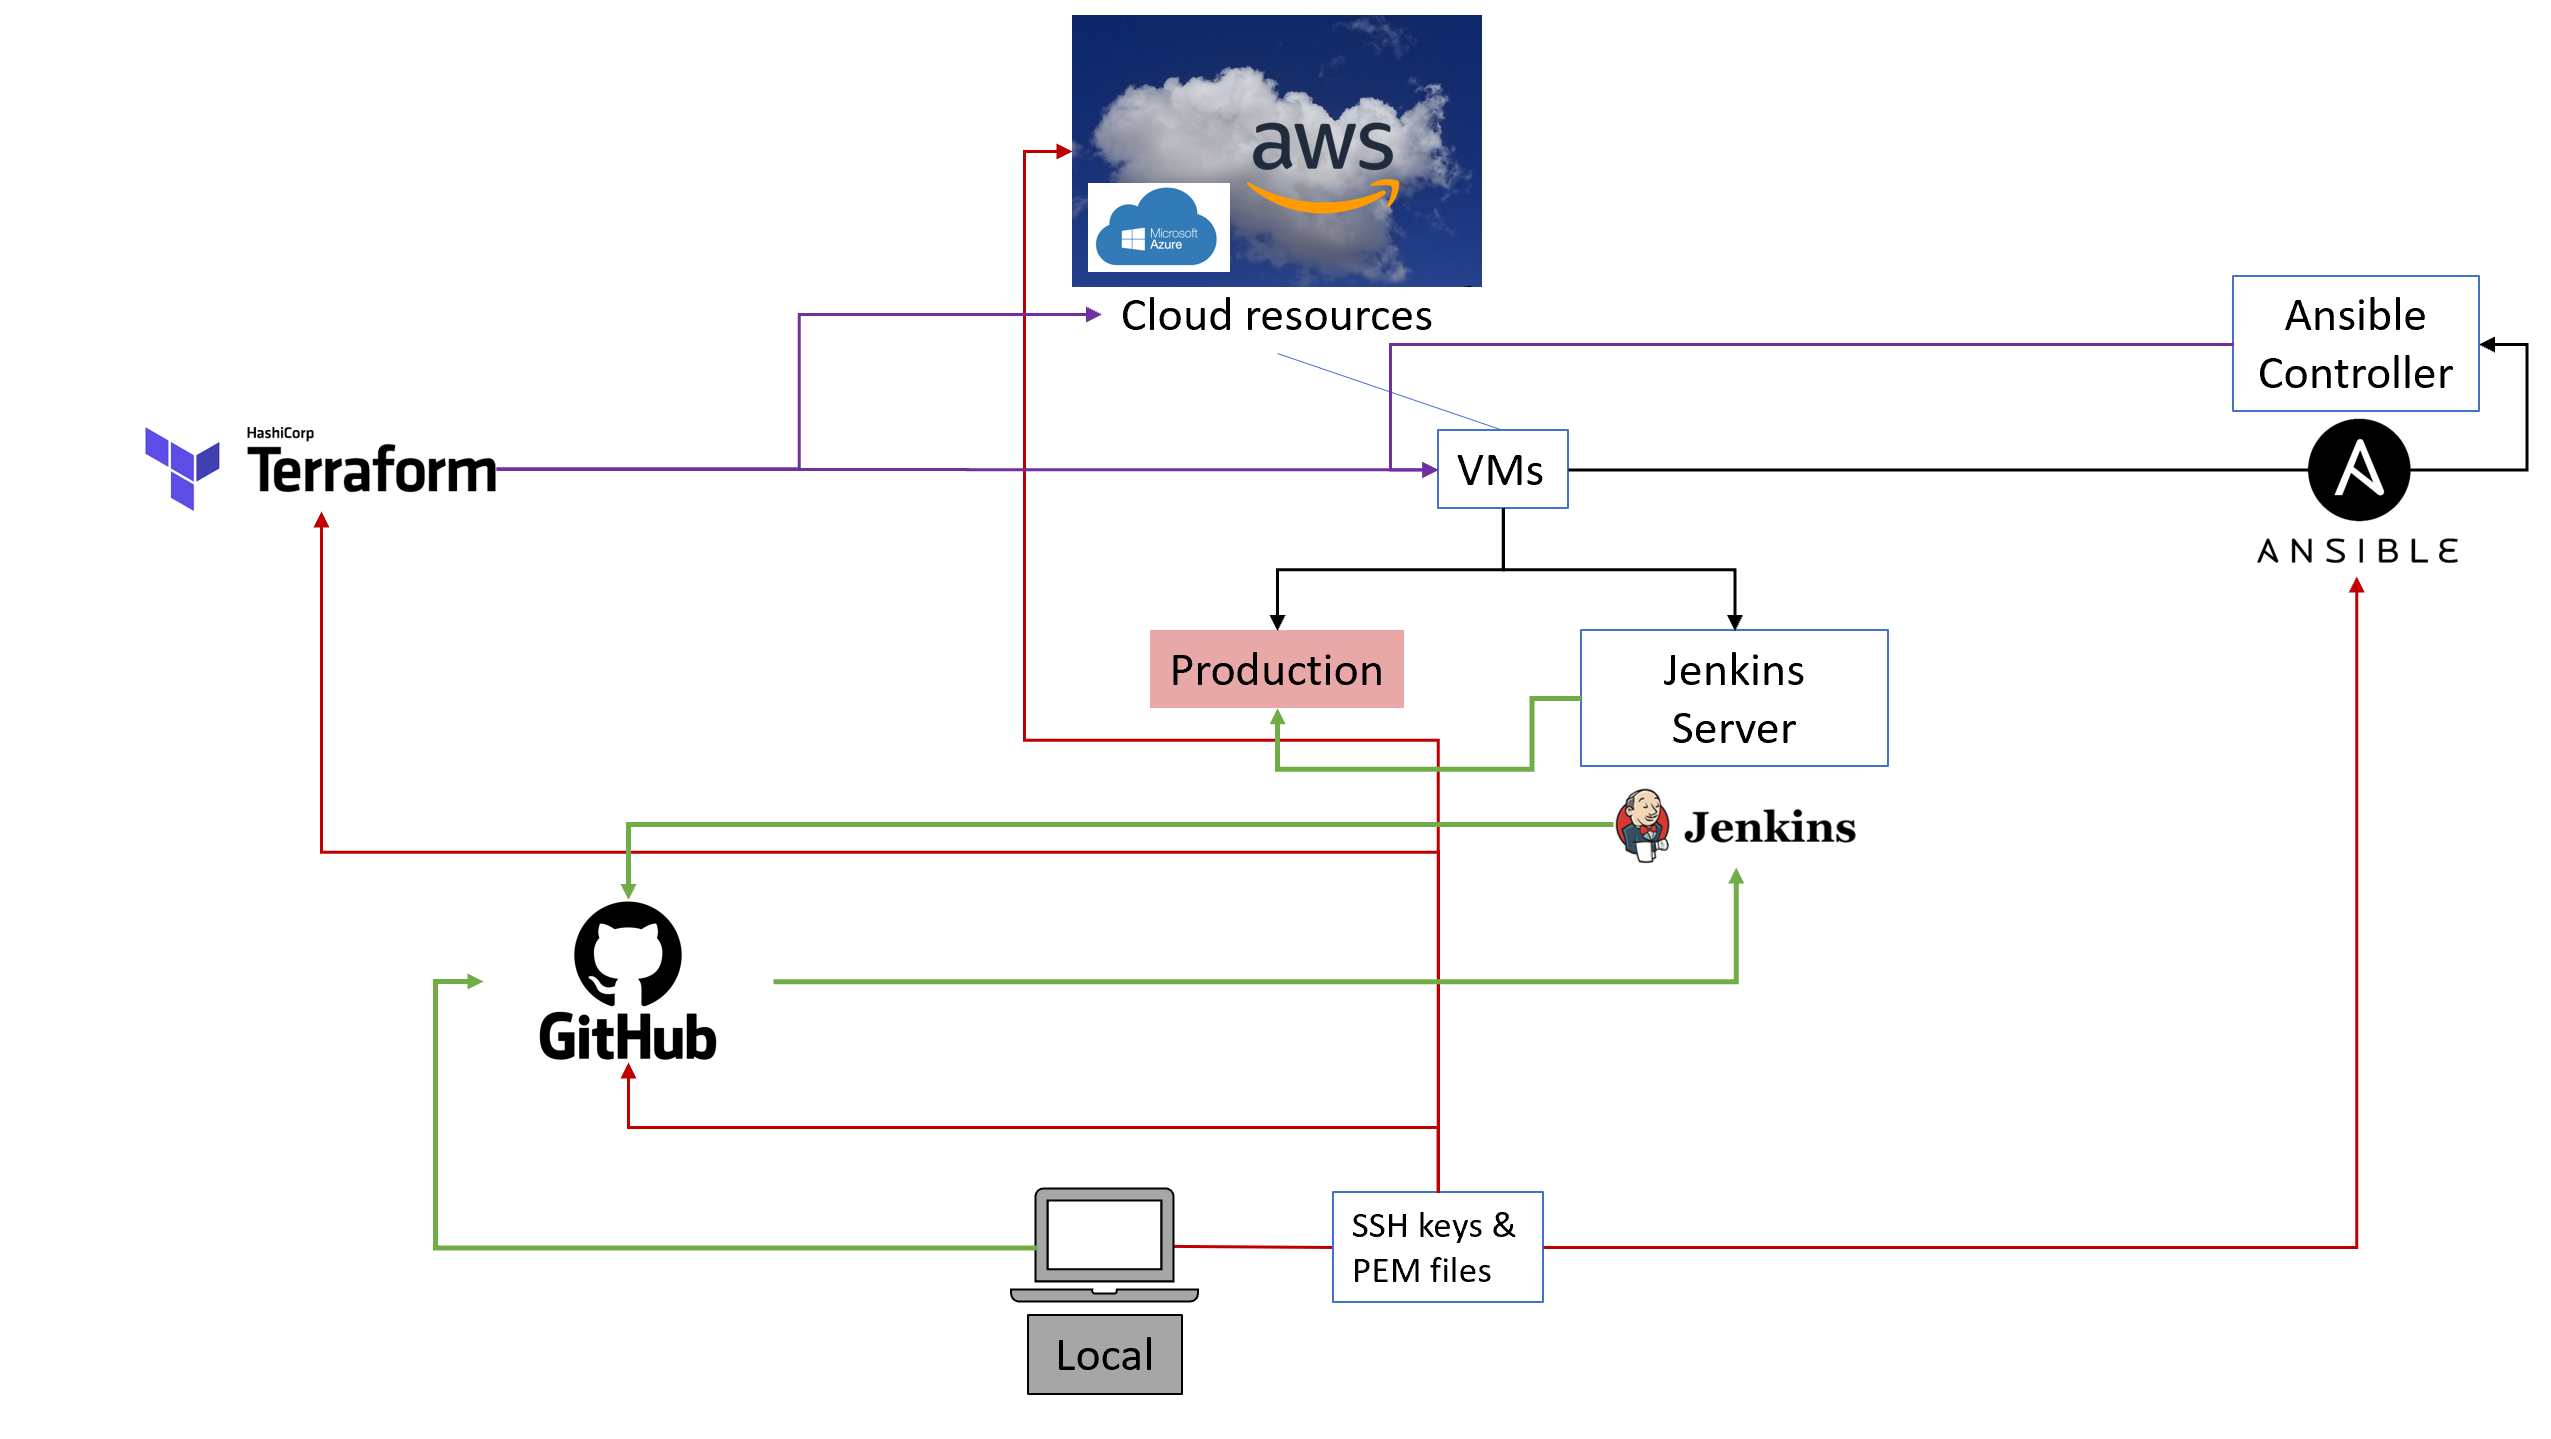 aws
Microsoft
Azure
Cloud resources
Ansible
Controller
HashiCorp
Terraform
VMs
ANSIBLE
Production
Jenkins
Server
Jenkins
GitHub
SSH keys &
PEM files
Local